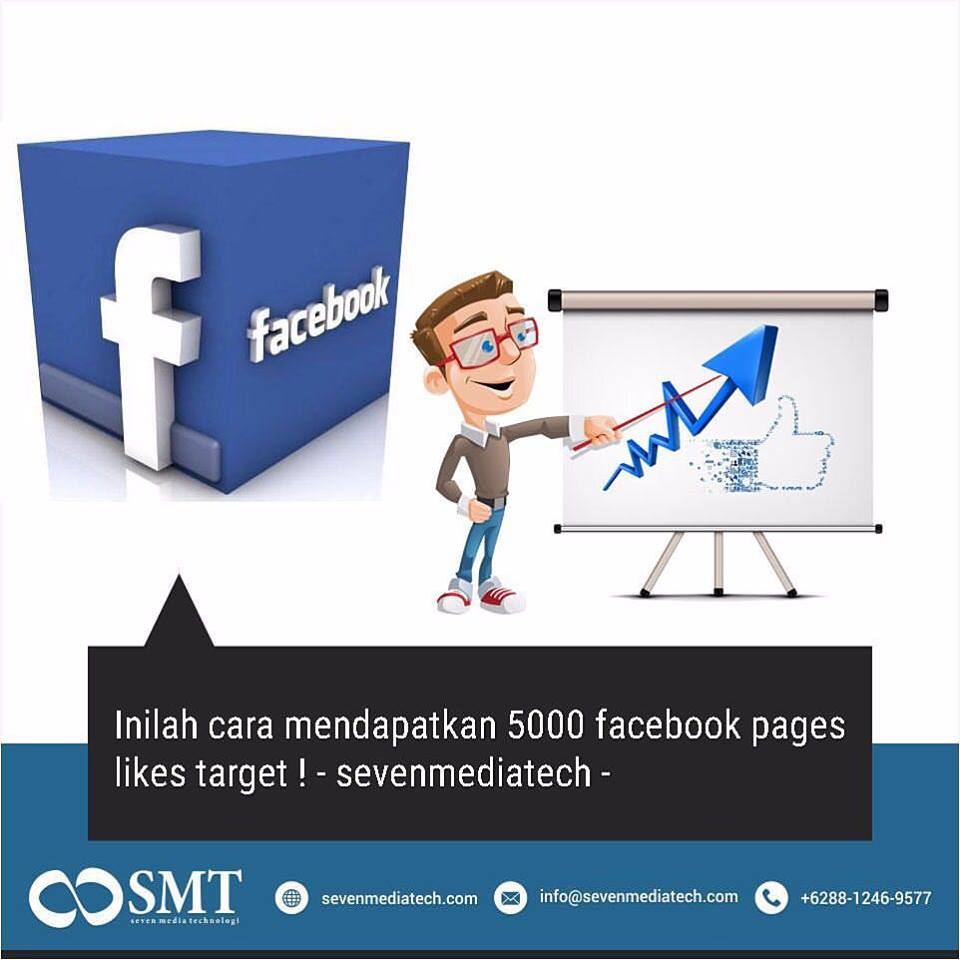 f
facebook
Inilah cara mendapatkan 5000 facebook pages
likes target ! - sevenmediatech -
SMT
seven media technologi
sevenmediatech.com
info@sevenmediatech.com
+6288-1246-9577